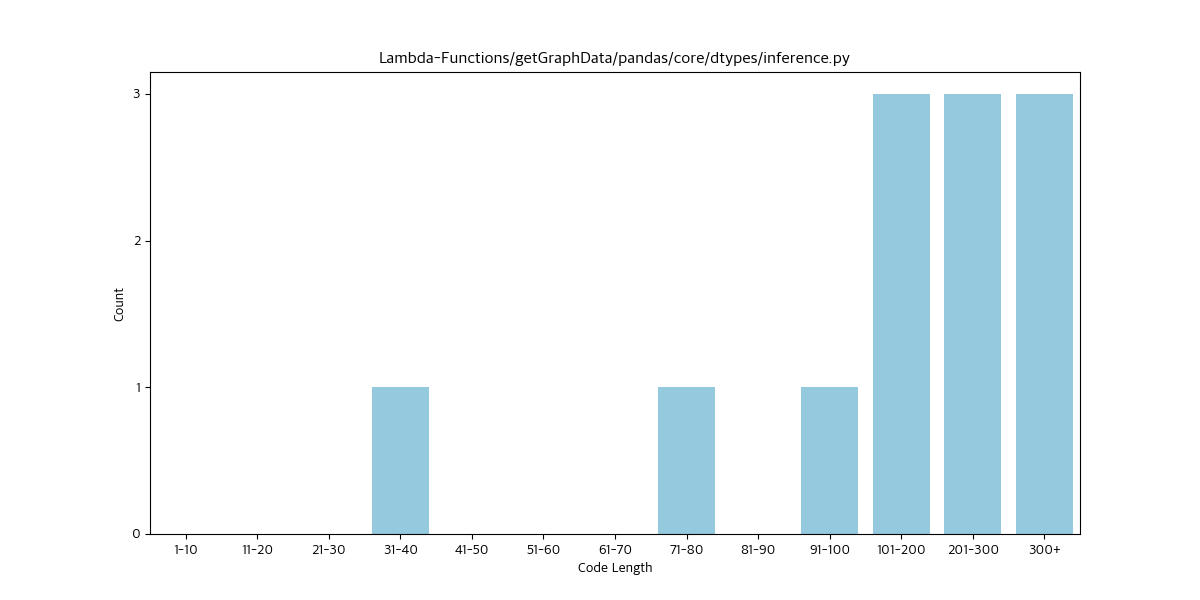 Lambda-Functions/getGraphData/pandas/core/dtypes/inference.py
3
2
1
0
Count
1-10 11-20 21-30 31-40 41-50 51-60 61-70 71-80 81-90 91-100 101-200 201-300 300+
Code Length